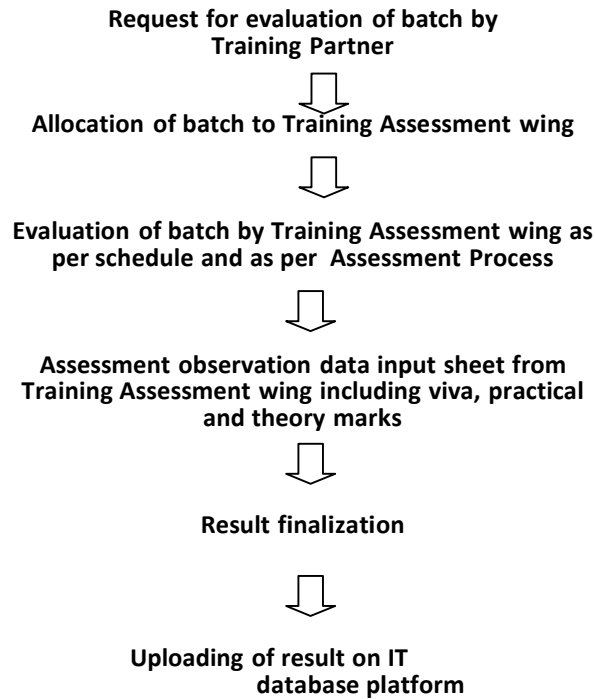 Request for evaluation of batch by
Training Partner
Allocation of batch to Training Assessment wing
Evaluation of batch by Training Assessment wing as
per schedule and as per Assessment Process
Assessment observation data input sheet from
Training Assessment wing including viva, practical
and theory marks
Result finalization
Uploading of result on IT
database platform